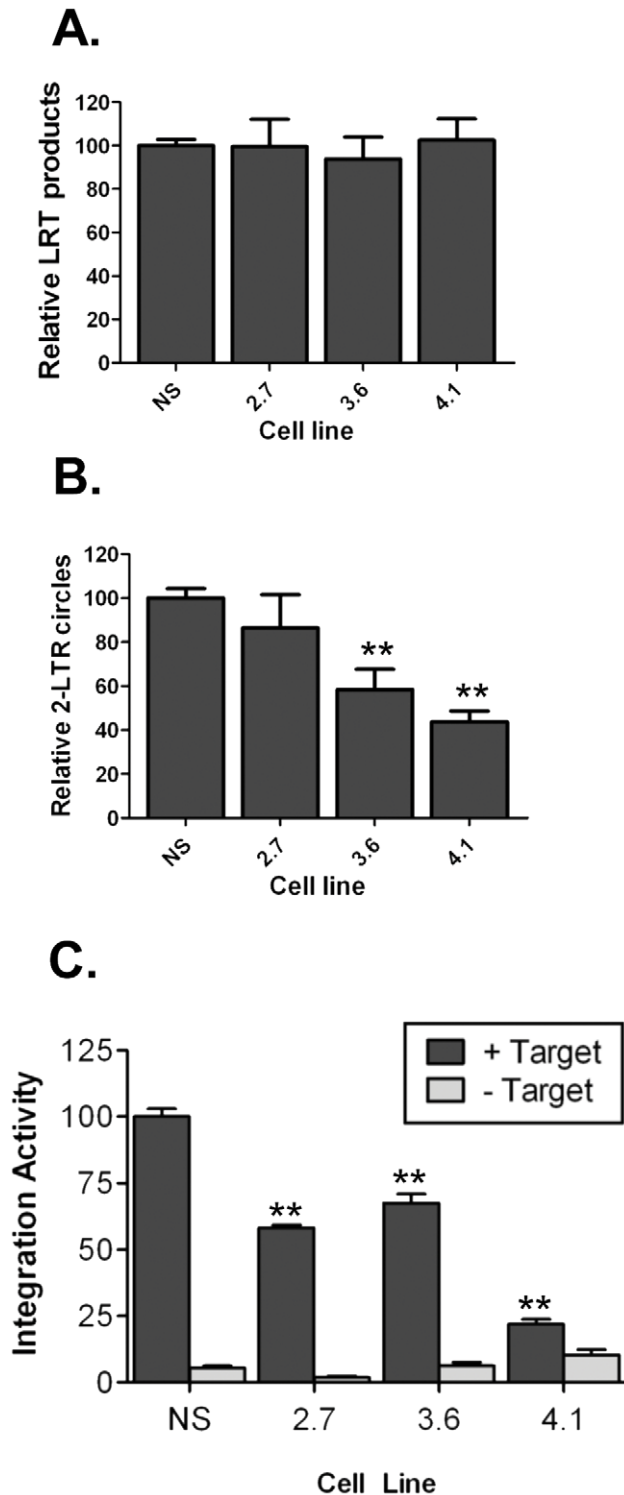 A.
Relative LRT products
120
100
80
60
40
20
0
NS
2.7
3.6
4.1
Cell line
B.
Relative 2-LTR circles
120
100
80
60
40
20
0
**
**
NS
2.7
3.6
4.1
Cell line
C.
+ Target
- Target
Integration Activity
125
100
75
50
25
0
**
**
**
NS
2.7
3.6
4.1
Cell Line